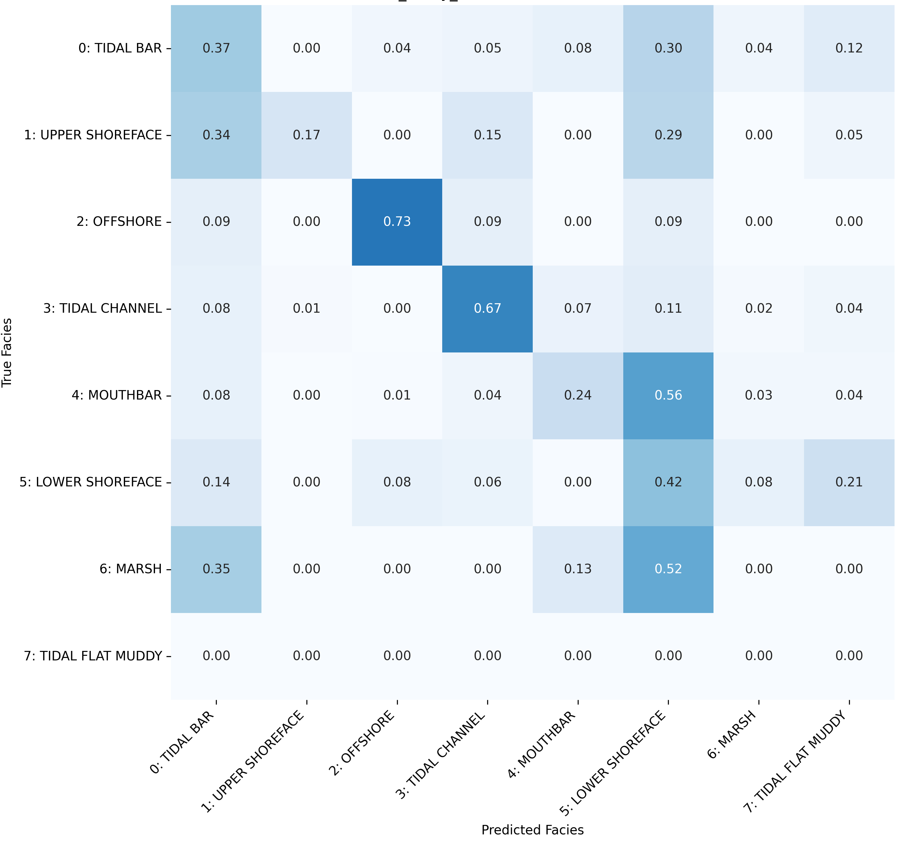 0: TIDAL BAR 0.37 0.00 0.04 0.05 0.08 0.30 0.04 0.12
1: UPPER SHOREFACE 0.34 0.17 0.00 0.15 0.00 0.29 0.00 0.05
2: OFFSHORE 0.09 0.00 0.73 0.09 0.00 0.09 0.00 0.00
3: TIDAL CHANNEL 0.08 0.01 0.00 0.67 0.07 0.11 0.02 0.04
4: MOUTHBAR 0.08 0.00 0.01 0.04 0.24 0.56 0.03 0.04
5: LOWER SHOREFACE 0.14 0.00 0.08 0.06 0.00 0.42 0.08 0.21
6: MARSH 0.35 0.00 0.00 0.00 0.13 0.52 0.00 0.00
7: TIDAL FLAT MUDDY 0.00 0.00 0.00 0.00 0.00 0.00 0.00 0.00
True Facies
0: TIDAL BAR
1: UPPER SHOREFACE
2: OFFSHORE
3: TIDAL CHANNEL
4: MOUTHBAR
5: LOWER SHOREFACE
6: MARSH
7: TIDAL FLAT MUDDY
Predicted Facies